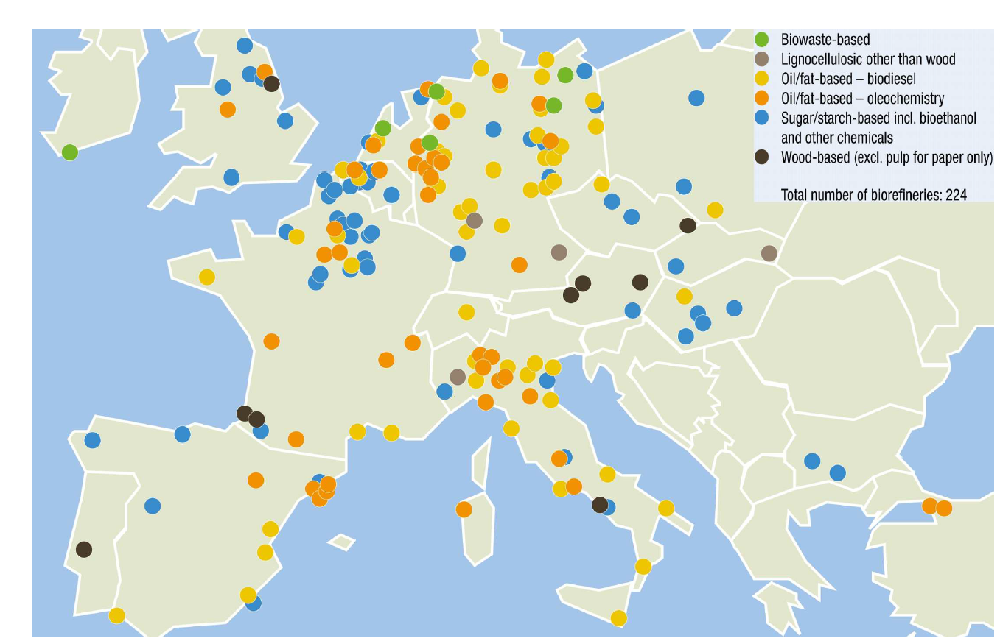 Biowaste-based
Lignocellulosic other than wood
Oil/fat-based – biodiesel
Oil/fat-based – oleochemistry
Sugar/starch-based incl. bioethanol
and other chemicals
Wood-based (excl. pulp for paper only)
Total number of biorefineries: 224